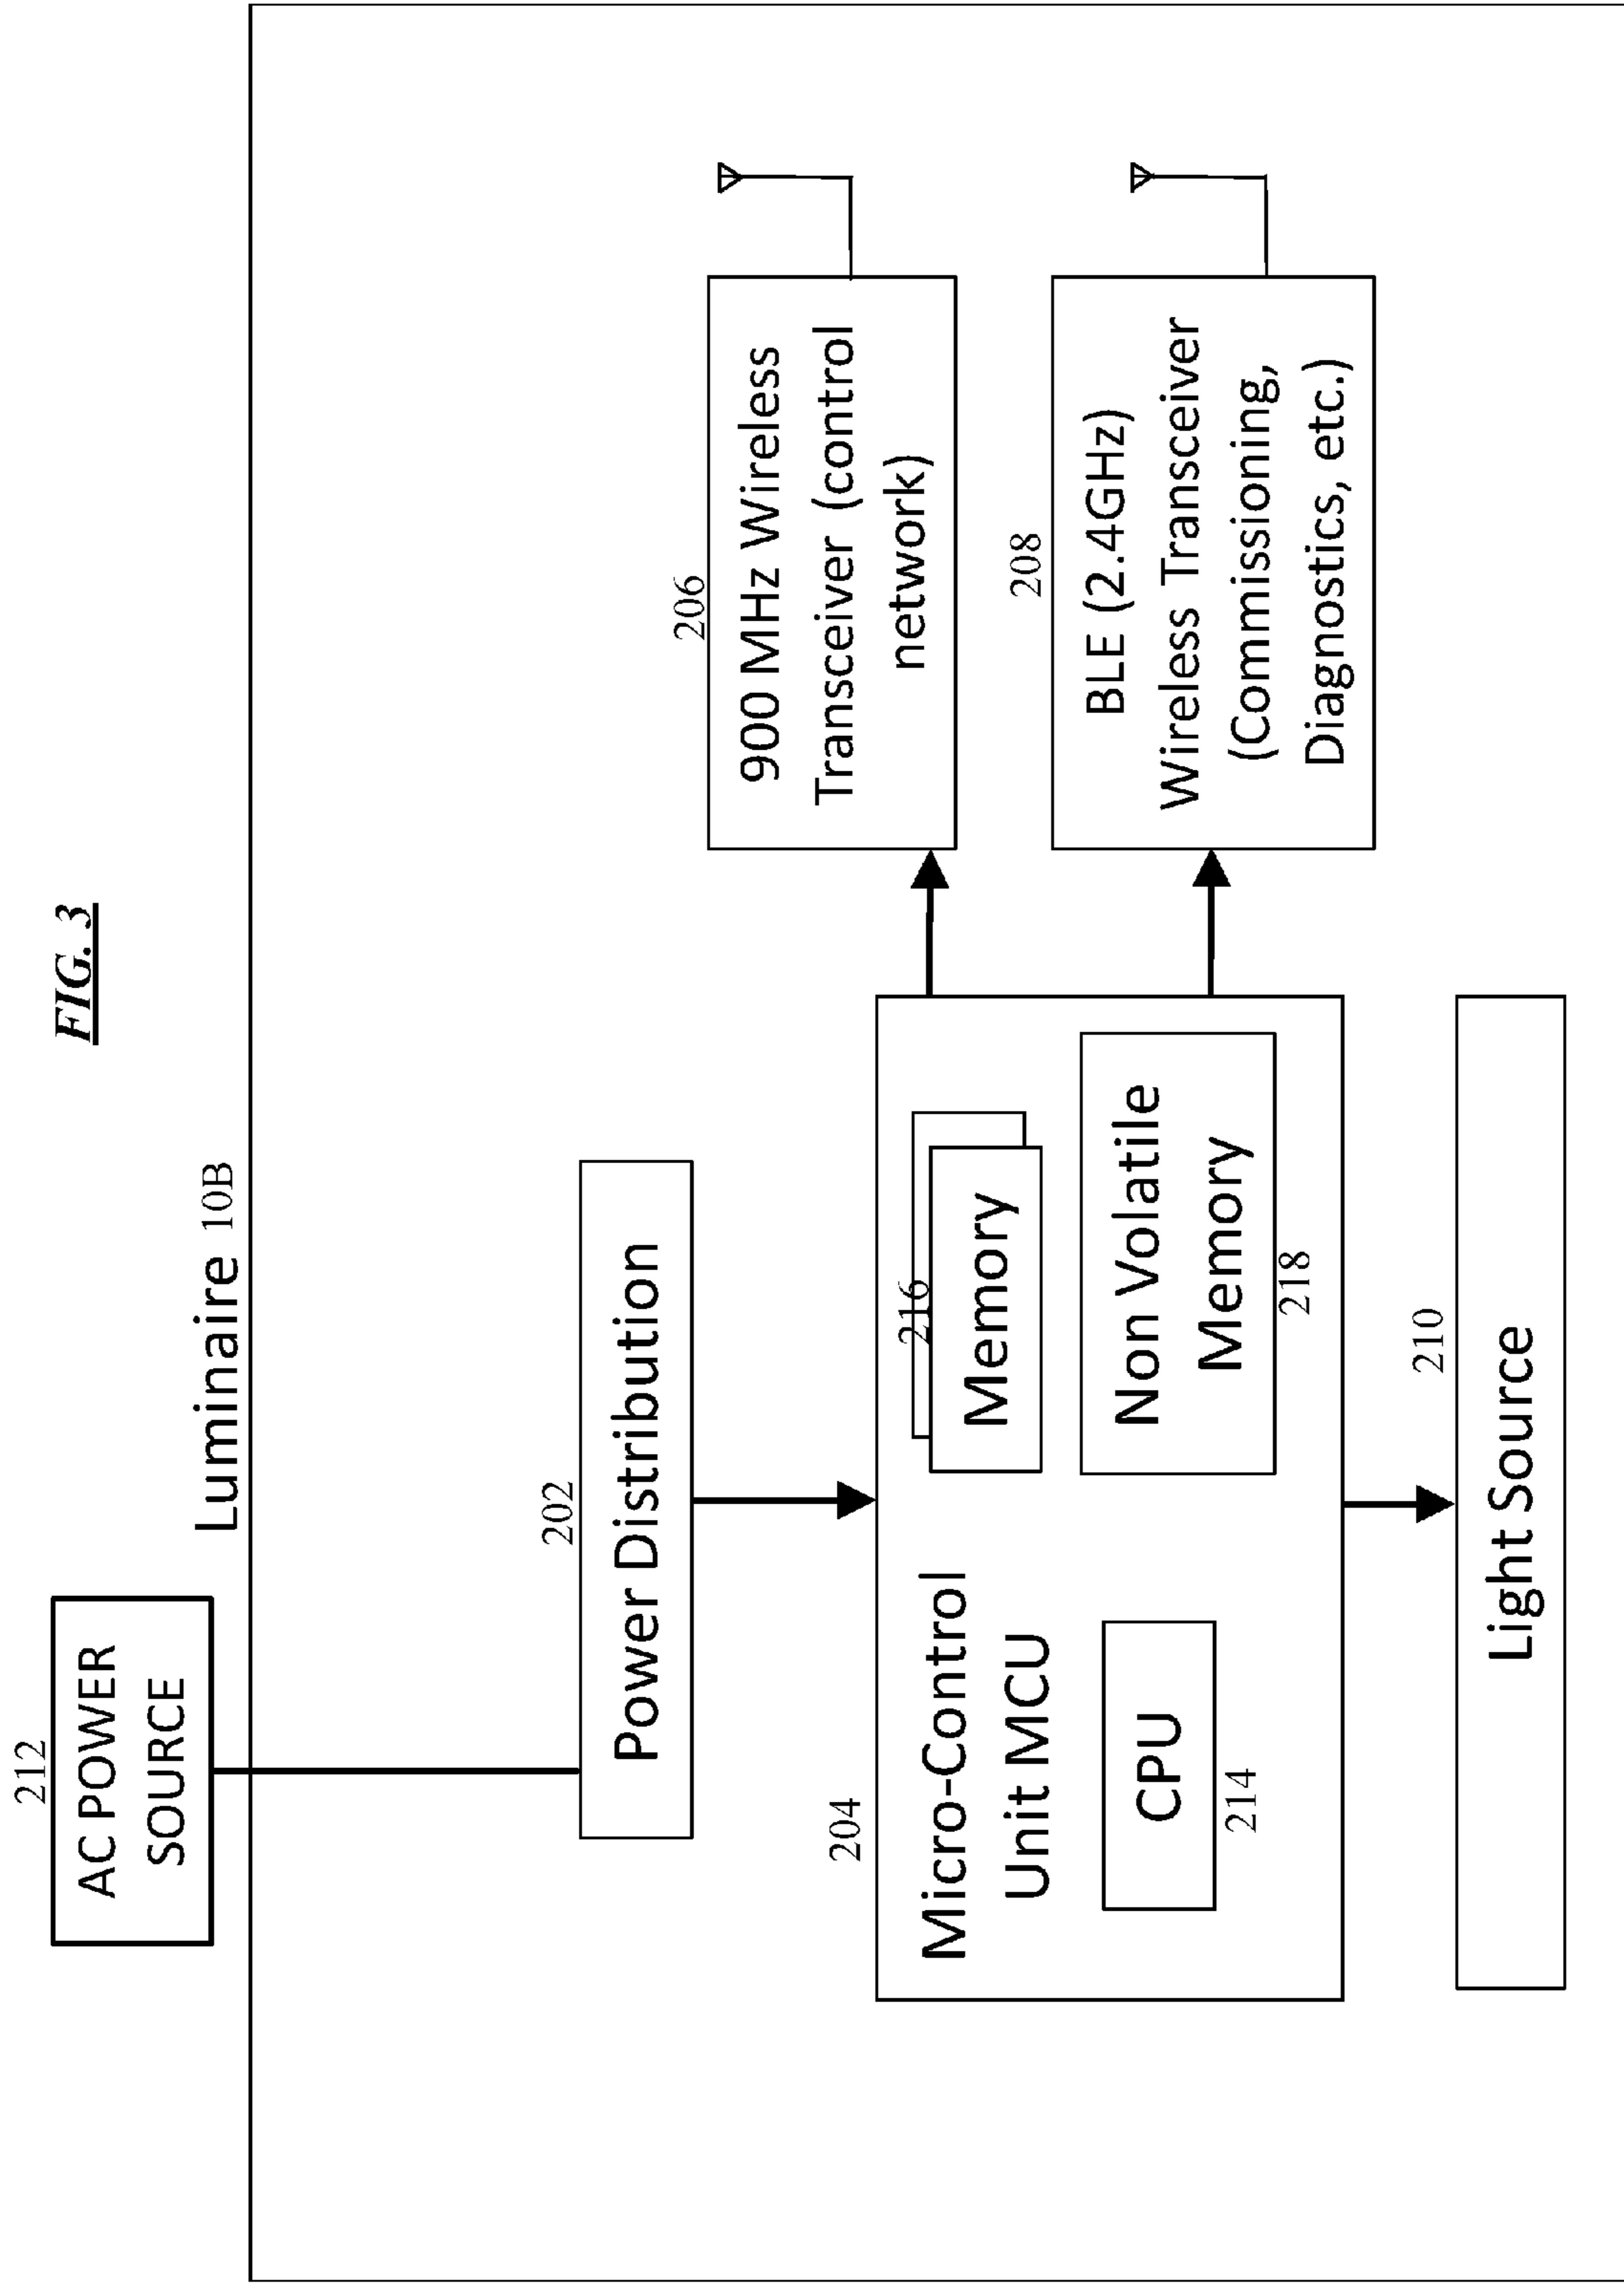 FIG. 3
212
AC POWER
SOURCE
Luminaire 10B
202
Power Distribution
206
900 MHz Wireless
Transceiver (control
network)
204
Micro-Control
Unit MCU
CPU
214
216
Memory
Non Volatile
Memory
218
208
BLE (2.4GHz)
Wireless Transceiver
(Commissioning,
Diagnostics, etc.)
210
Light Source